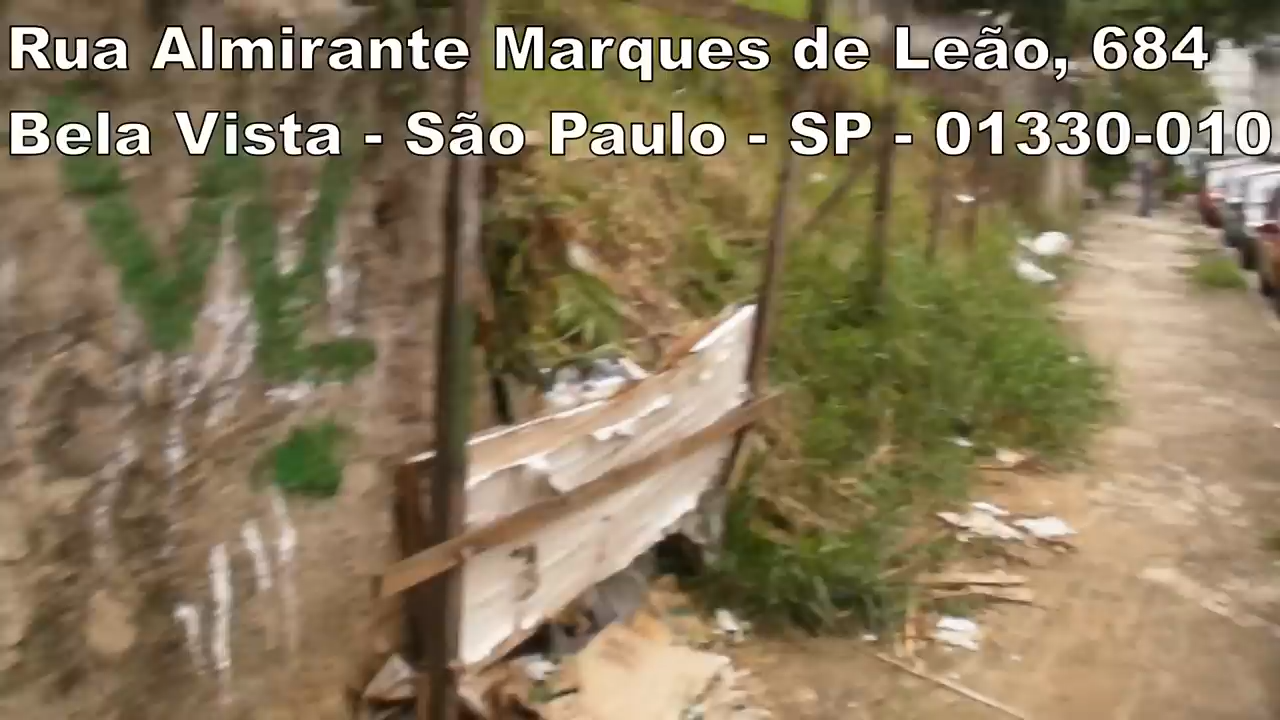 Rua Almirante Marques de Leão, 684
Bela Vista - São Paulo - SP - 01330-010